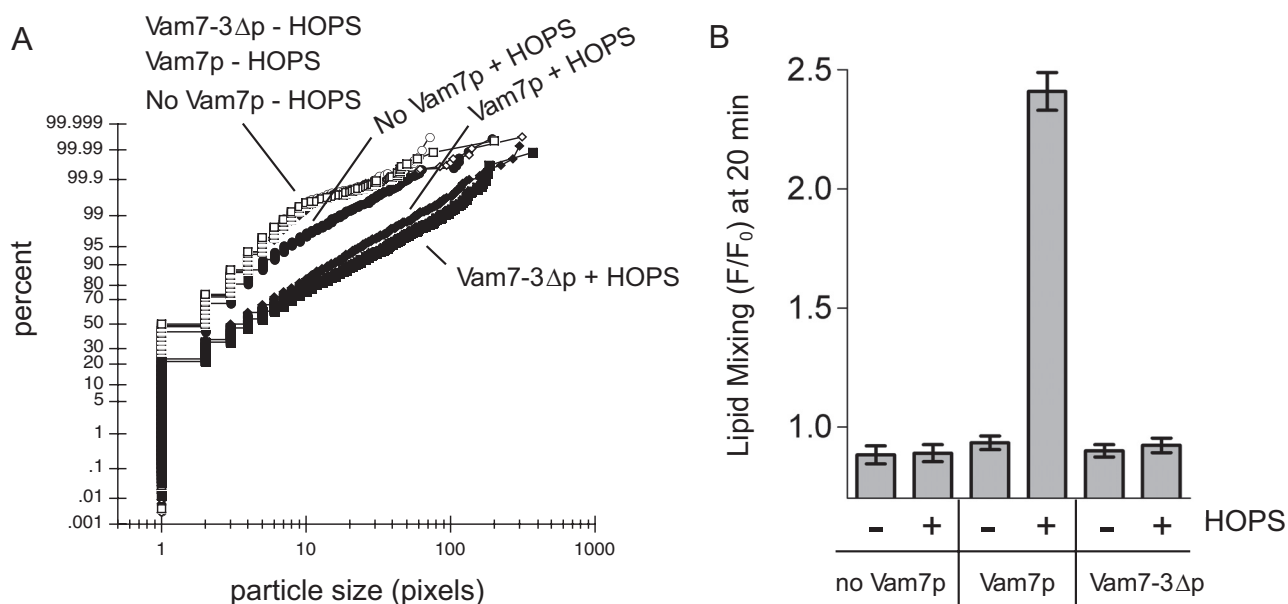 A
Vam7-3Δp - HOPS
Vam7p - HOPS
No Vam7p - HOPS
No Vam7p + HOPS
Vam7p + HOPS
Vam7-3Δp + HOPS
99.999
99.99
99.9
99
95
90
80
70
50
30
20
10
5
1
.1
.01
.001
percent
1
10
100
1000
particle size (pixels)
B
2.5
2.0
1.5
1.0
Lipid Mixing (F/F₀) at 20 min
- + - + - + HOPS
no Vam7p Vam7p Vam7-3Δp